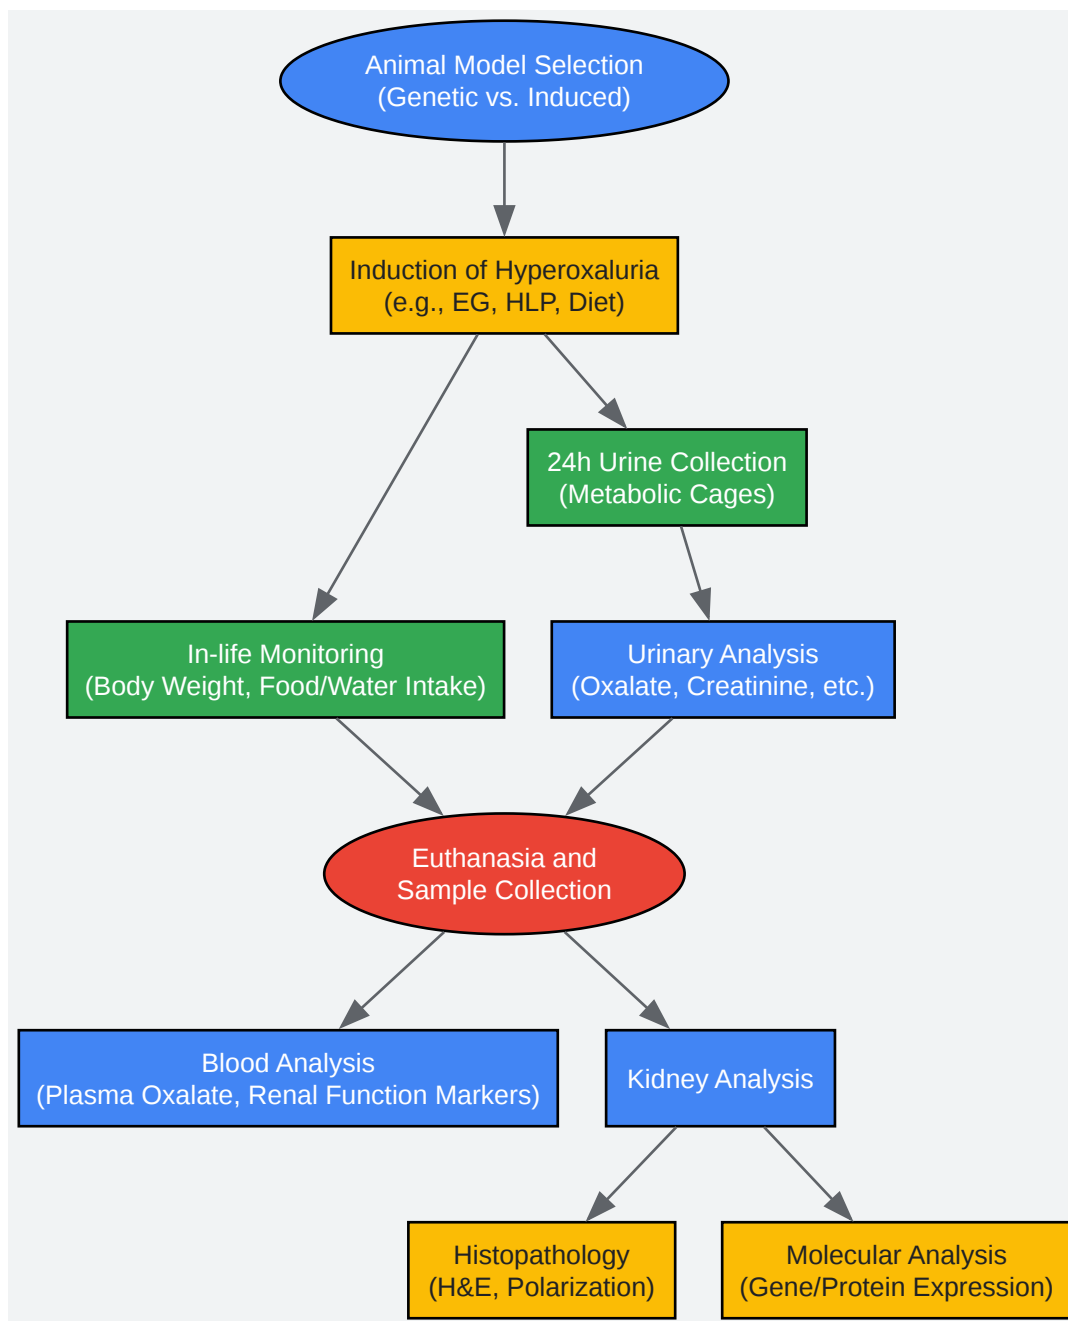 Animal Model Selection
(Genetic vs. Induced)
Induction of Hyperoxaluria
(e.g., EG, HLP, Diet)
24h Urine Collection
(Metabolic Cages)
In-life Monitoring
(Body Weight, Food/Water Intake)
Urinary Analysis
(Oxalate, Creatinine, etc.)
Euthanasia and
Sample Collection
Blood Analysis
(Plasma Oxalate, Renal Function Markers)
Kidney Analysis
Histopathology
(H&E, Polarization)
Molecular Analysis
(Gene/Protein Expression)